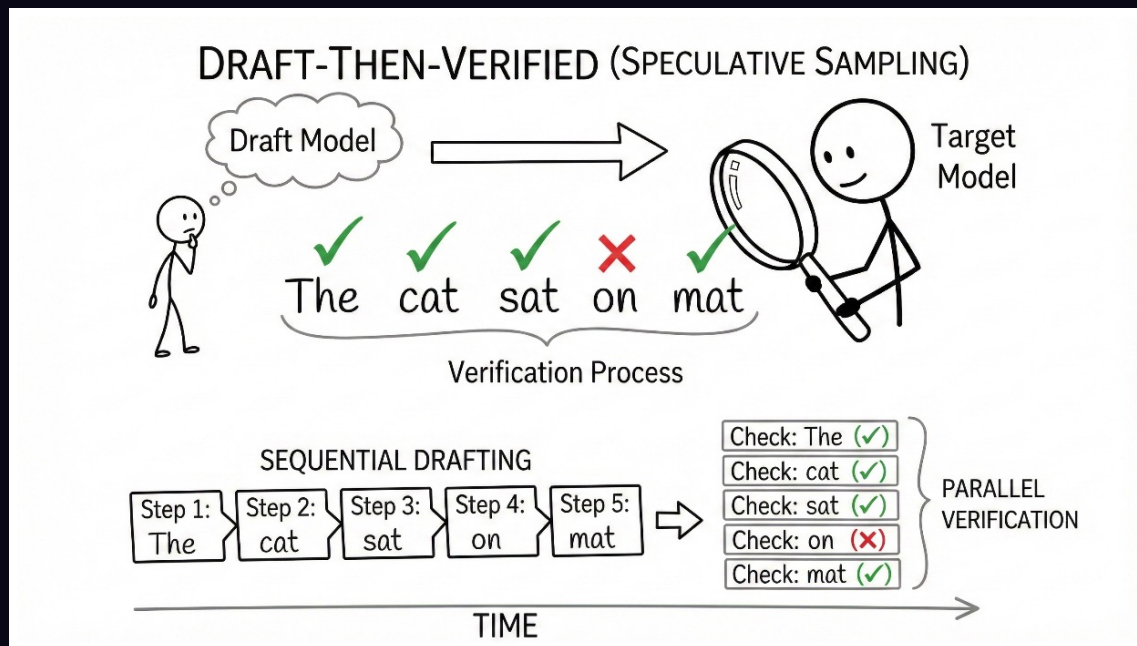 DRAFT-THEN-VERIFIED (SPECULATIVE SAMPLING)
Draft Model
Target
Model
✓ ✓ ✓ ✗ ✓
The cat sat on mat
Verification Process
SEQUENTIAL DRAFTING
Step 1:
The
Step 2:
cat
Step 3:
sat
Step 4:
on
Step 5:
mat
Check: The (✓)
Check: cat (✓)
Check: sat (✓)
Check: on (✗)
Check: mat (✓)
PARALLEL
VERIFICATION
TIME